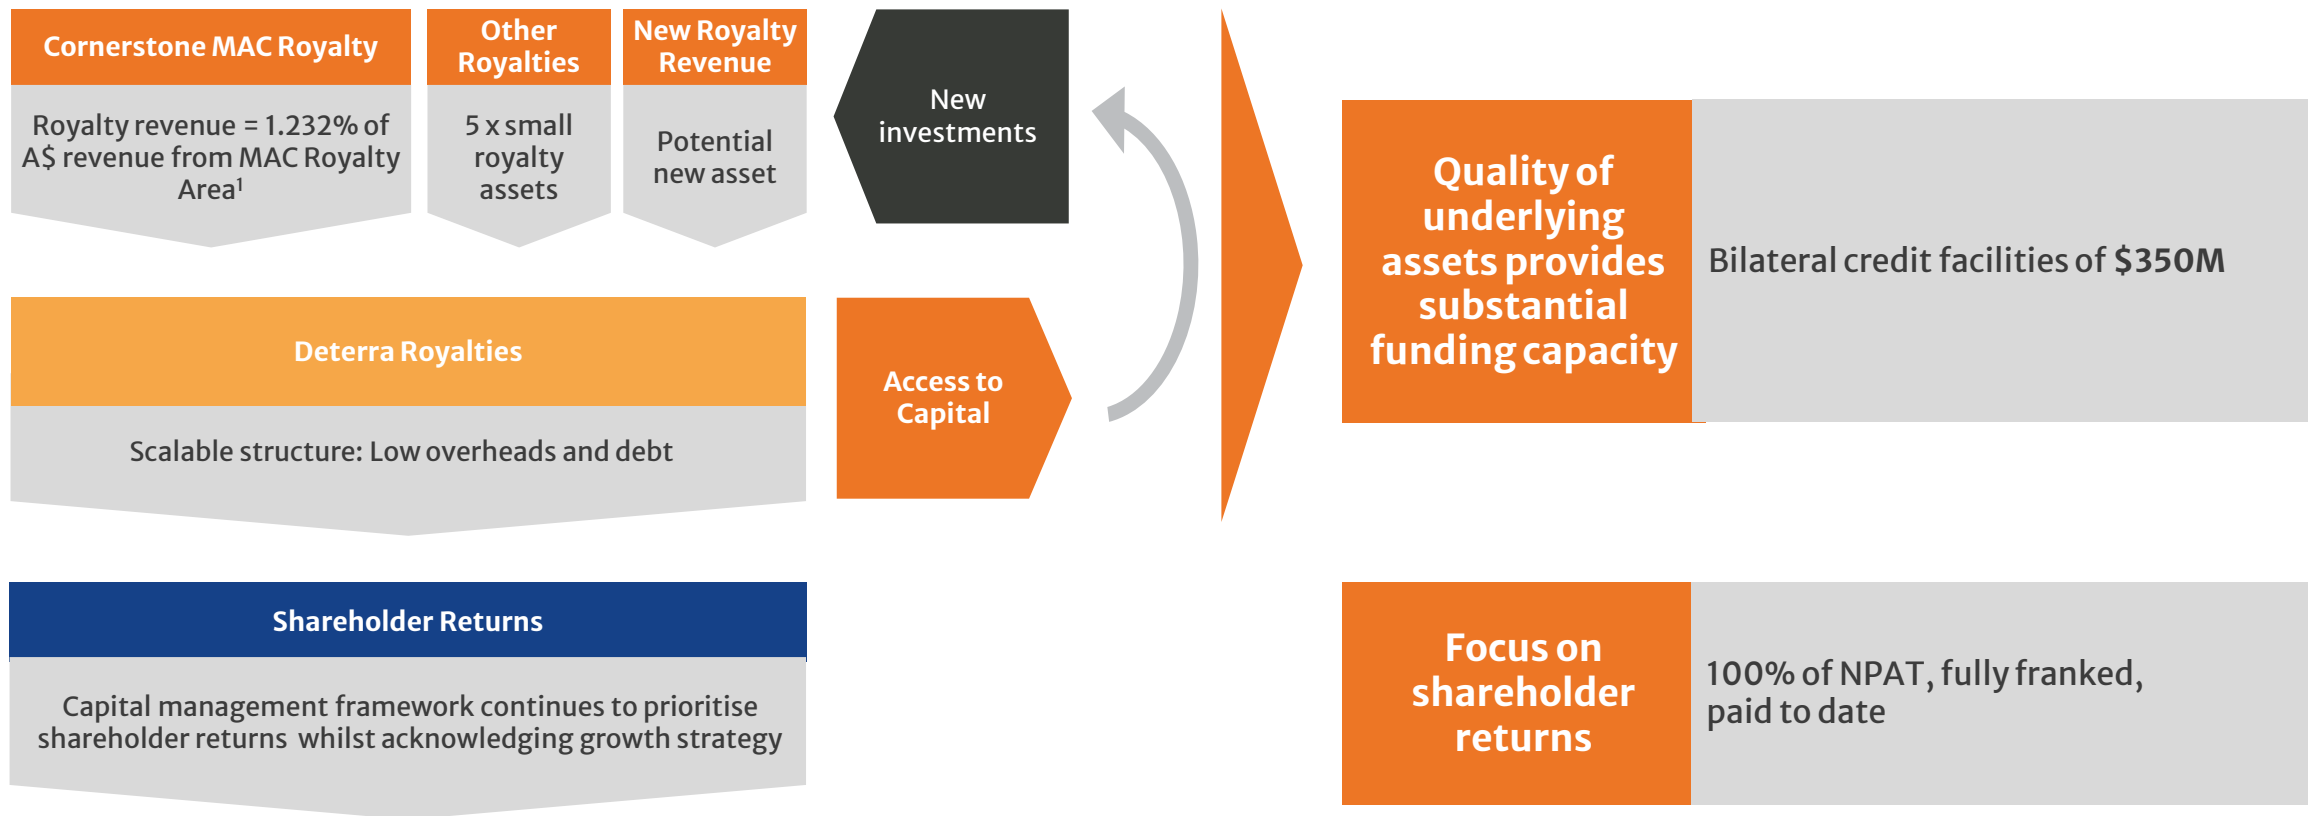 Cornerstone MAC Royalty
Royalty revenue = 1.232% of
A$ revenue from MAC Royalty
Area¹
Other
Royalties
5 x small
royalty
assets
New Royalty
Revenue
Potential
new asset
New
investments
Deterra Royalties
Scalable structure: Low overheads and debt
Access to
Capital
Shareholder Returns
Capital management framework continues to prioritise
shareholder returns whilst acknowledging growth strategy
Quality of
underlying
assets provides
substantial
funding capacity
Bilateral credit facilities of $350M
Focus on
shareholder
returns
100% of NPAT, fully franked,
paid to date